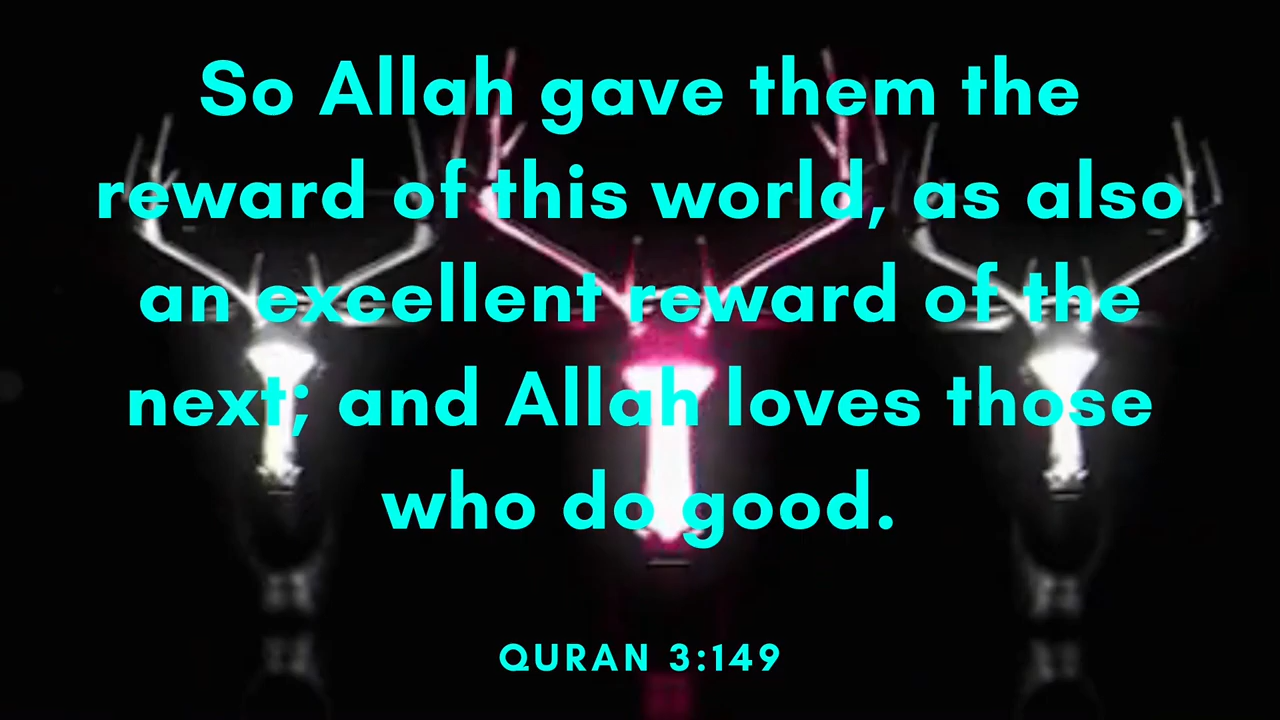 So Allah gave them the
reward of this world, as also
an excellent reward of the
next; and Allah loves those
who do good.
QURAN 3:149